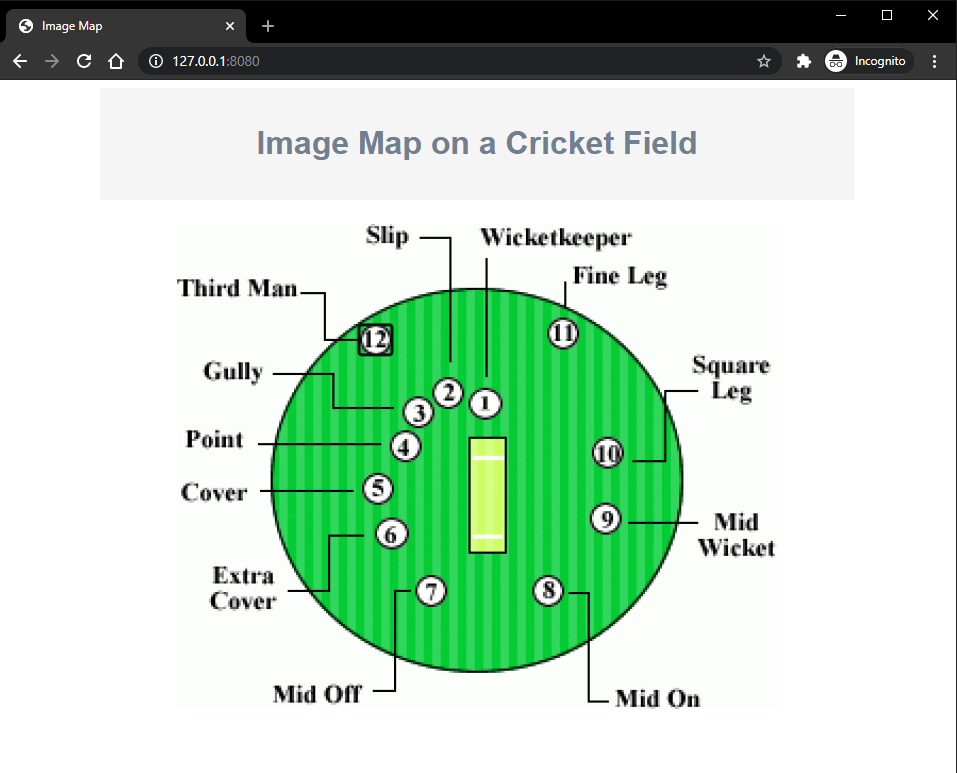 Image Map
127.0.0.1:8080
Incognito
Image Map on a Cricket Field
Slip
Wicketkeeper
Fine Leg
Third Man
12
11
Gully
Square
Leg
2
1
3
Point
4
10
Cover
5
9
Mid
Wicket
6
Extra
Cover
7
8
Mid Off
Mid On